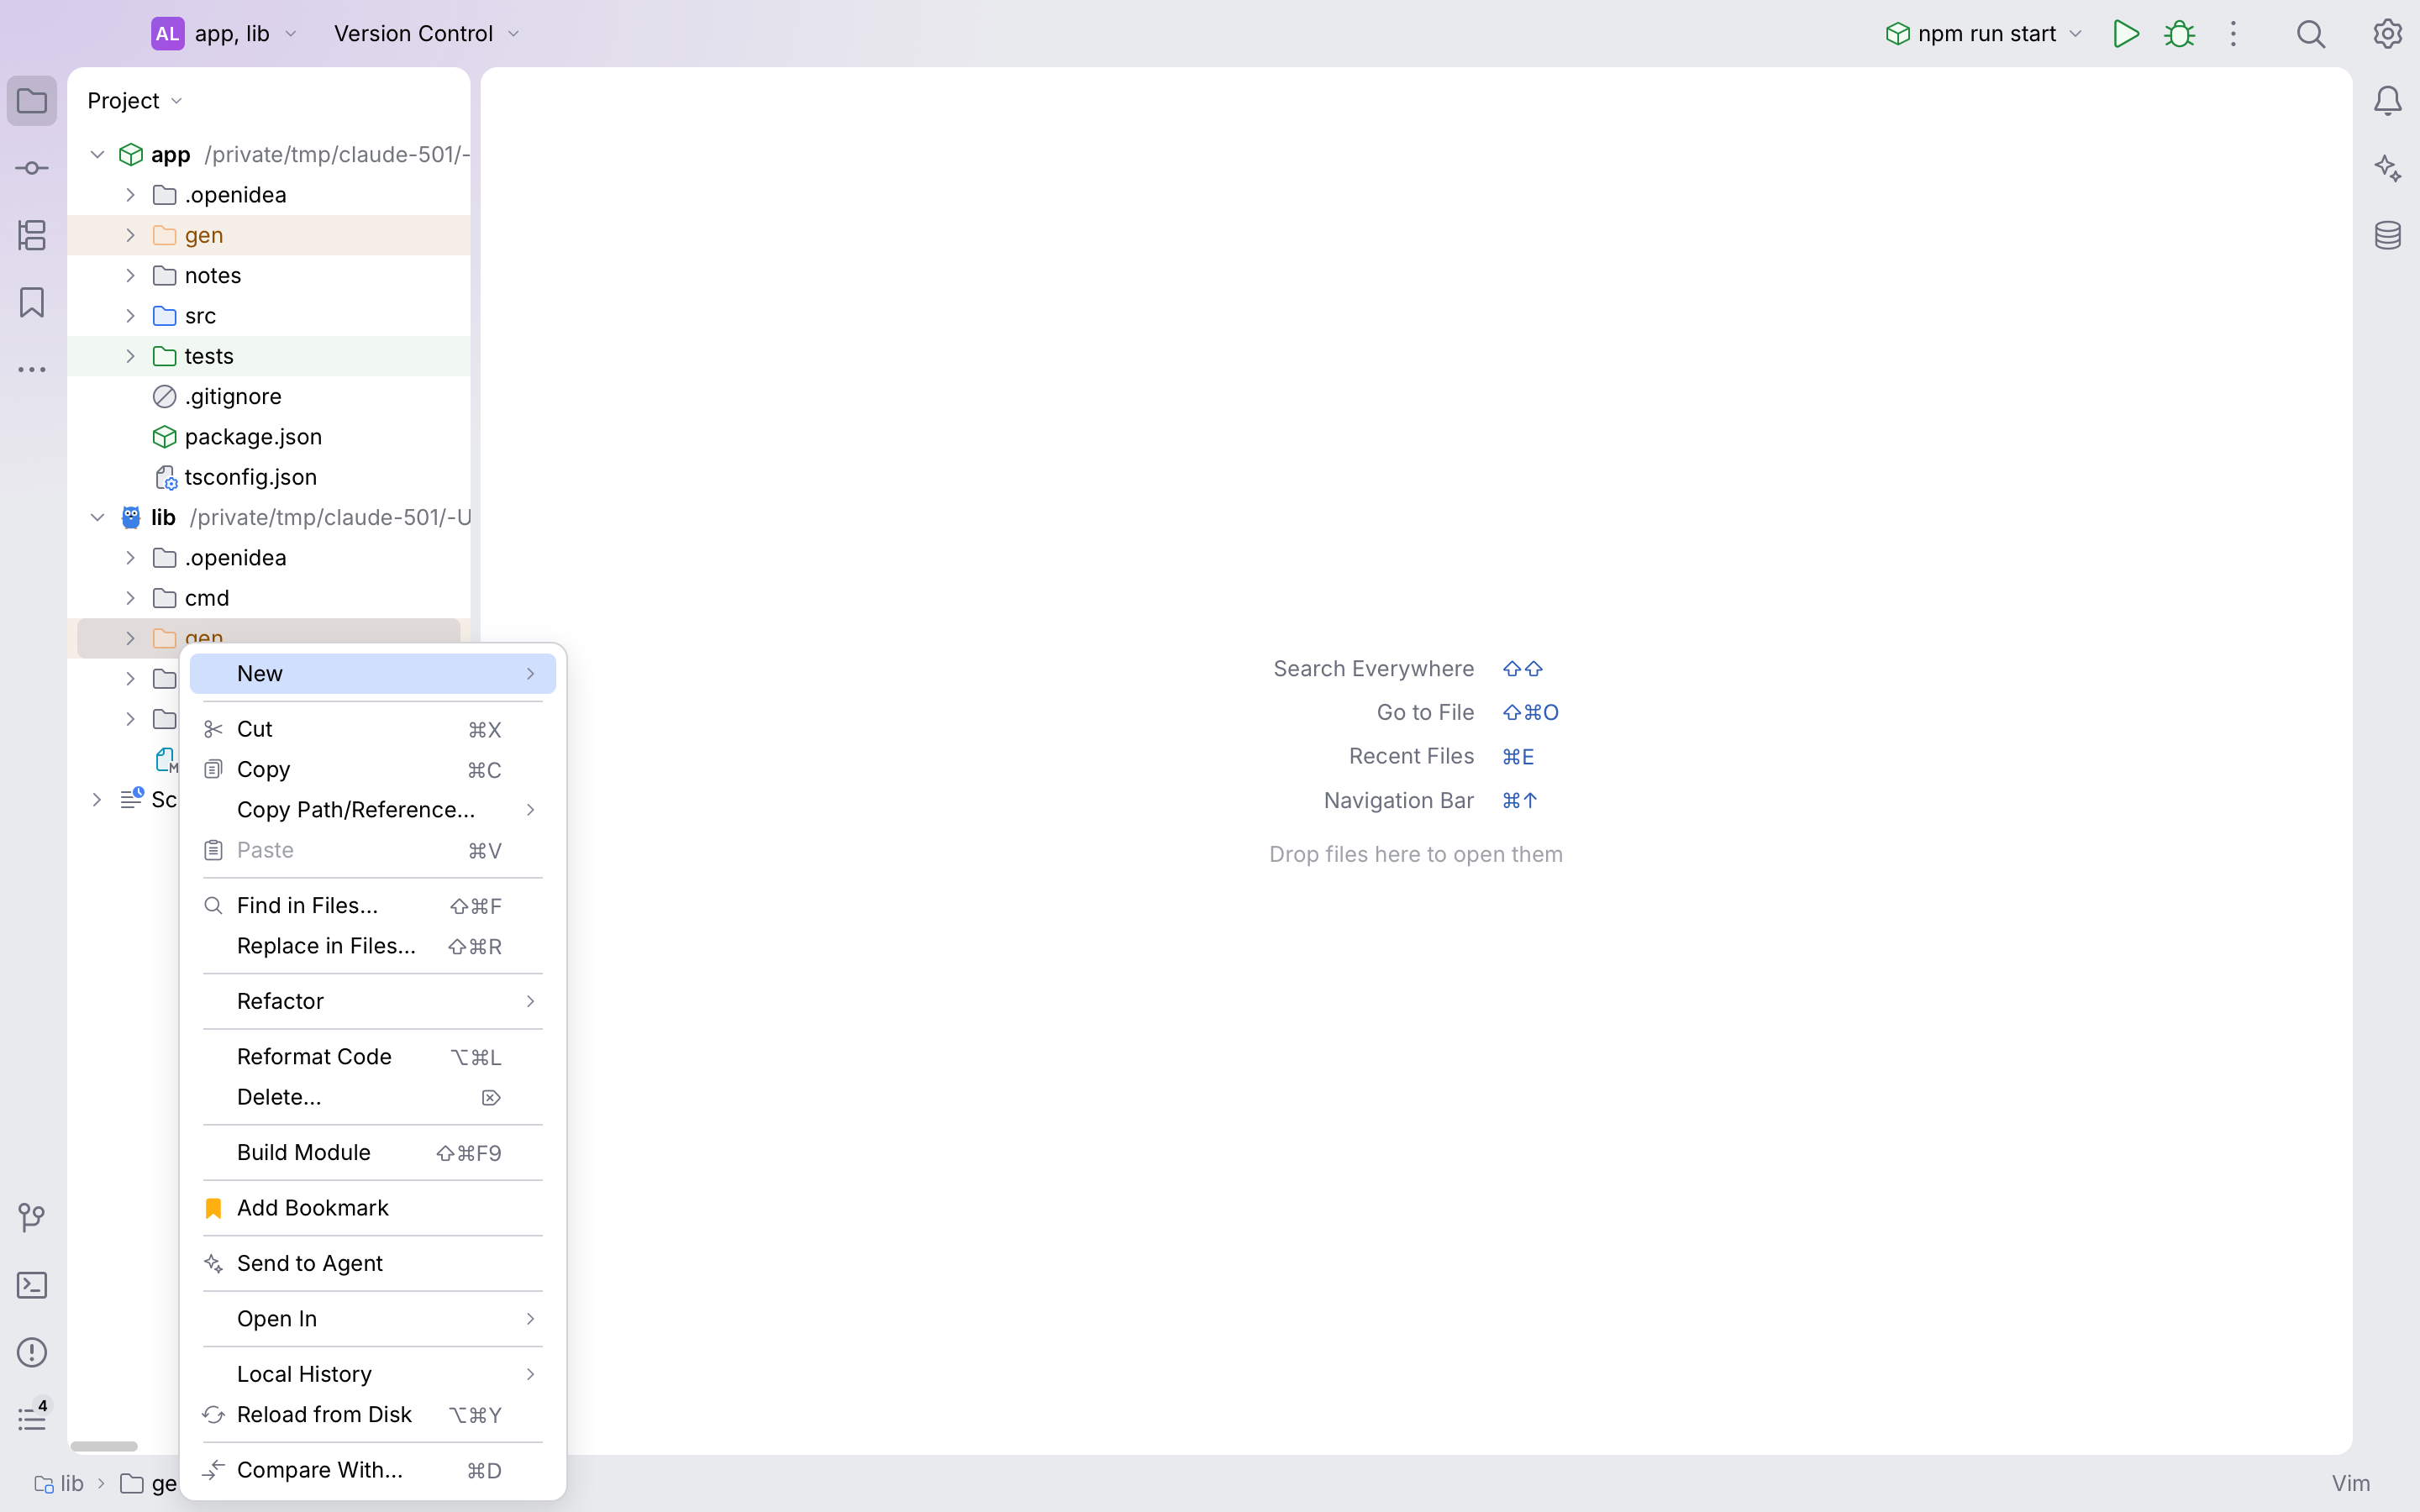 AL app, lib
Version Control
npm run start
Project
app /private/tmp/claude-501/-
.openidea
gen
notes
src
tests
.gitignore
package.json
tsconfig.json
lib /private/tmp/claude-501/-U
.openidea
cmd
gen
Sc
New
Cut ⌘X
Copy ⌘C
Copy Path/Reference...
Paste ⌘V
Find in Files... ⇧⌘F
Replace in Files... ⇧⌘R
Refactor
Reformat Code ⌥⌘L
Delete... ⌦
Build Module ⇧⌘F9
Add Bookmark
Send to Agent
Open In
Local History
Reload from Disk ⌥⌘Y
Compare With... ⌘D
Search Everywhere ⇧⇧
Go to File ⇧⌘O
Recent Files ⌘E
Navigation Bar ⌘↑
Drop files here to open them
4
lib › ge
Vim